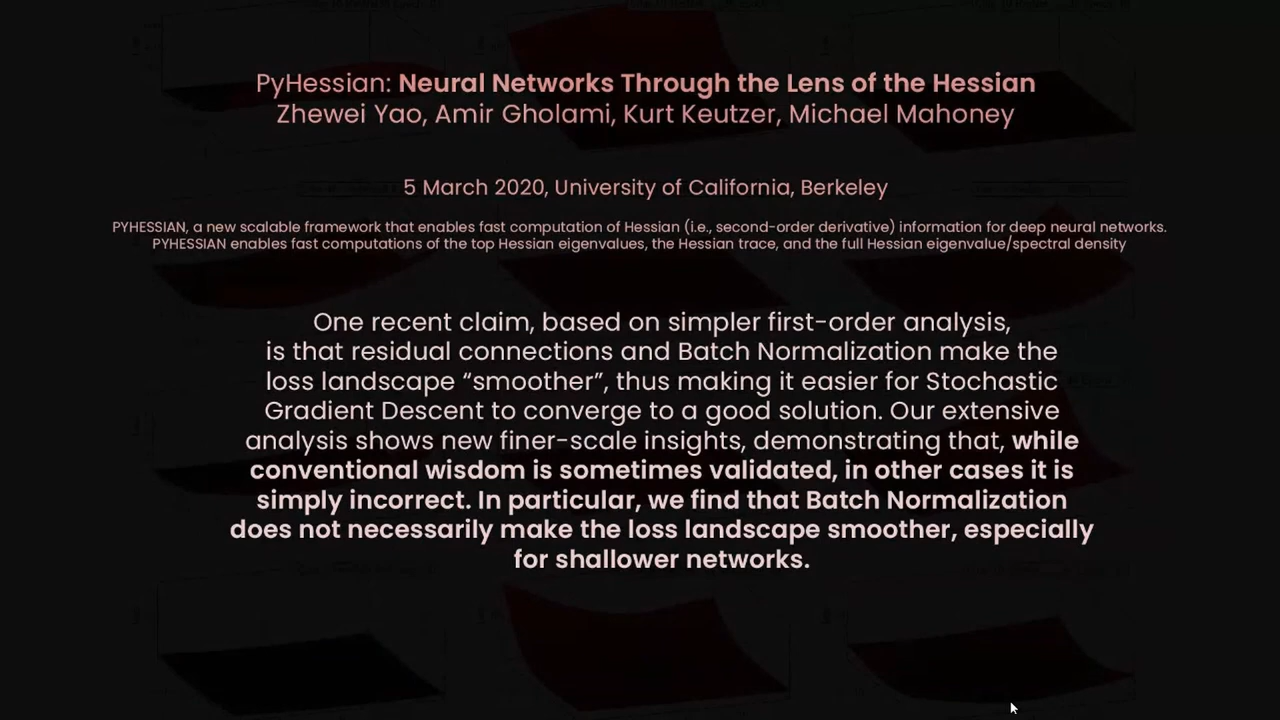 PyHessian: Neural Networks Through the Lens of the Hessian
Zhewei Yao, Amir Gholami, Kurt Keutzer, Michael Mahoney
5 March 2020, University of California, Berkeley
PYHESSIAN, a new scalable framework that enables fast computation of Hessian (i.e., second-order derivative) information for deep neural networks.
PYHESSIAN enables fast computations of the top Hessian eigenvalues, the Hessian trace, and the full Hessian eigenvalue/spectral density
One recent claim, based on simpler first-order analysis,
is that residual connections and Batch Normalization make the
loss landscape “smoother”, thus making it easier for Stochastic
Gradient Descent to converge to a good solution. Our extensive
analysis shows new finer-scale insights, demonstrating that, while
conventional wisdom is sometimes validated, in other cases it is
simply incorrect. In particular, we find that Batch Normalization
does not necessarily make the loss landscape smoother, especially
for shallower networks.